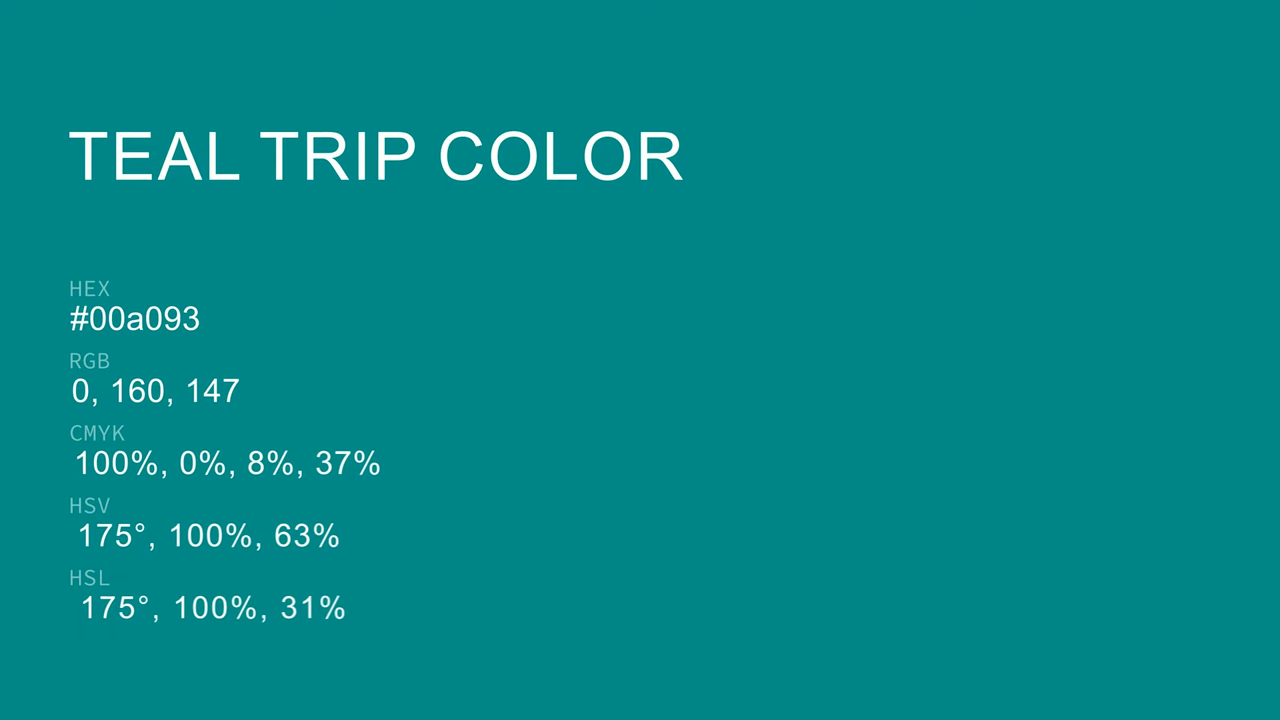 TEAL TRIP COLOR
HEX
#00a093
RGB
0, 160, 147
CMYK
100%, 0%, 8%, 37%
HSV
175°, 100%, 63%
HSL
175°, 100%, 31%